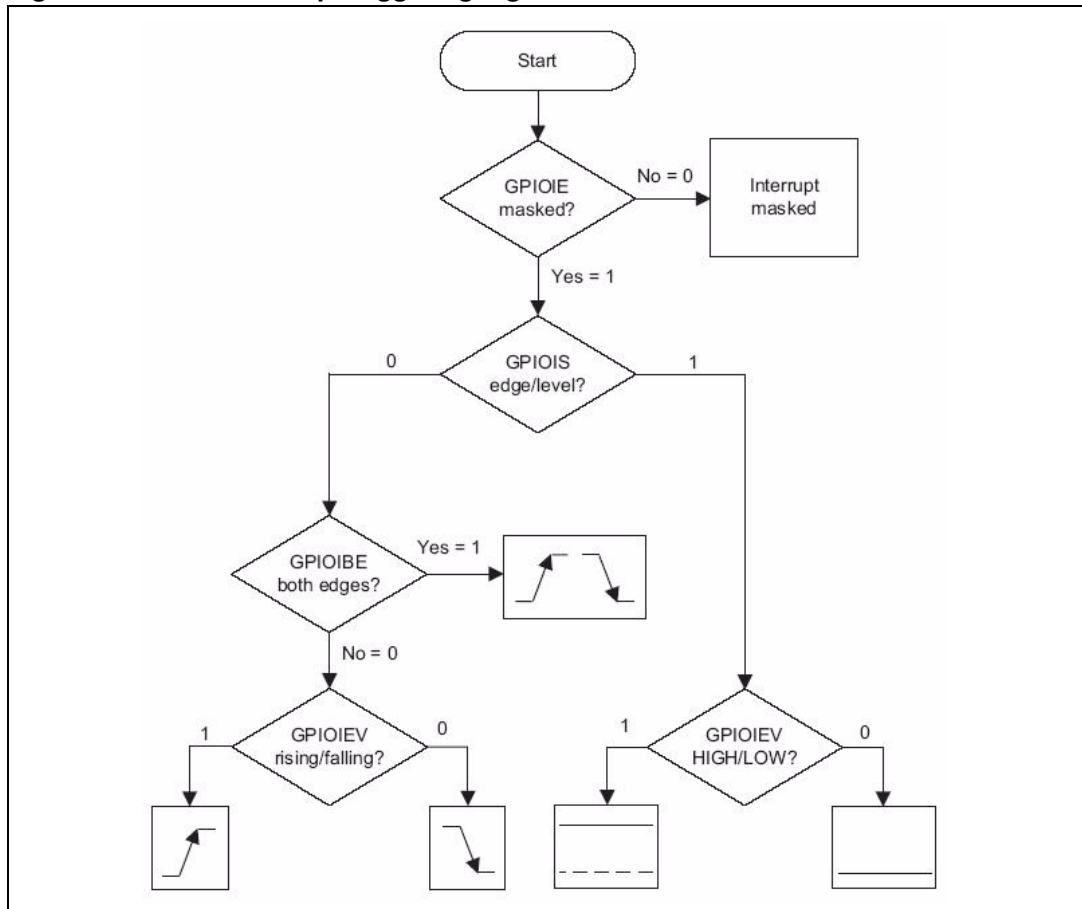 Start
GPIOIE
masked?
No = 0
Interrupt
masked
Yes = 1
GPIOIS
edge/level?
0
1
GPIOIBE
both edges?
Yes = 1
No = 0
GPIOIEV
rising/falling?
1
0
GPIOIEV
HIGH/LOW?
1
0